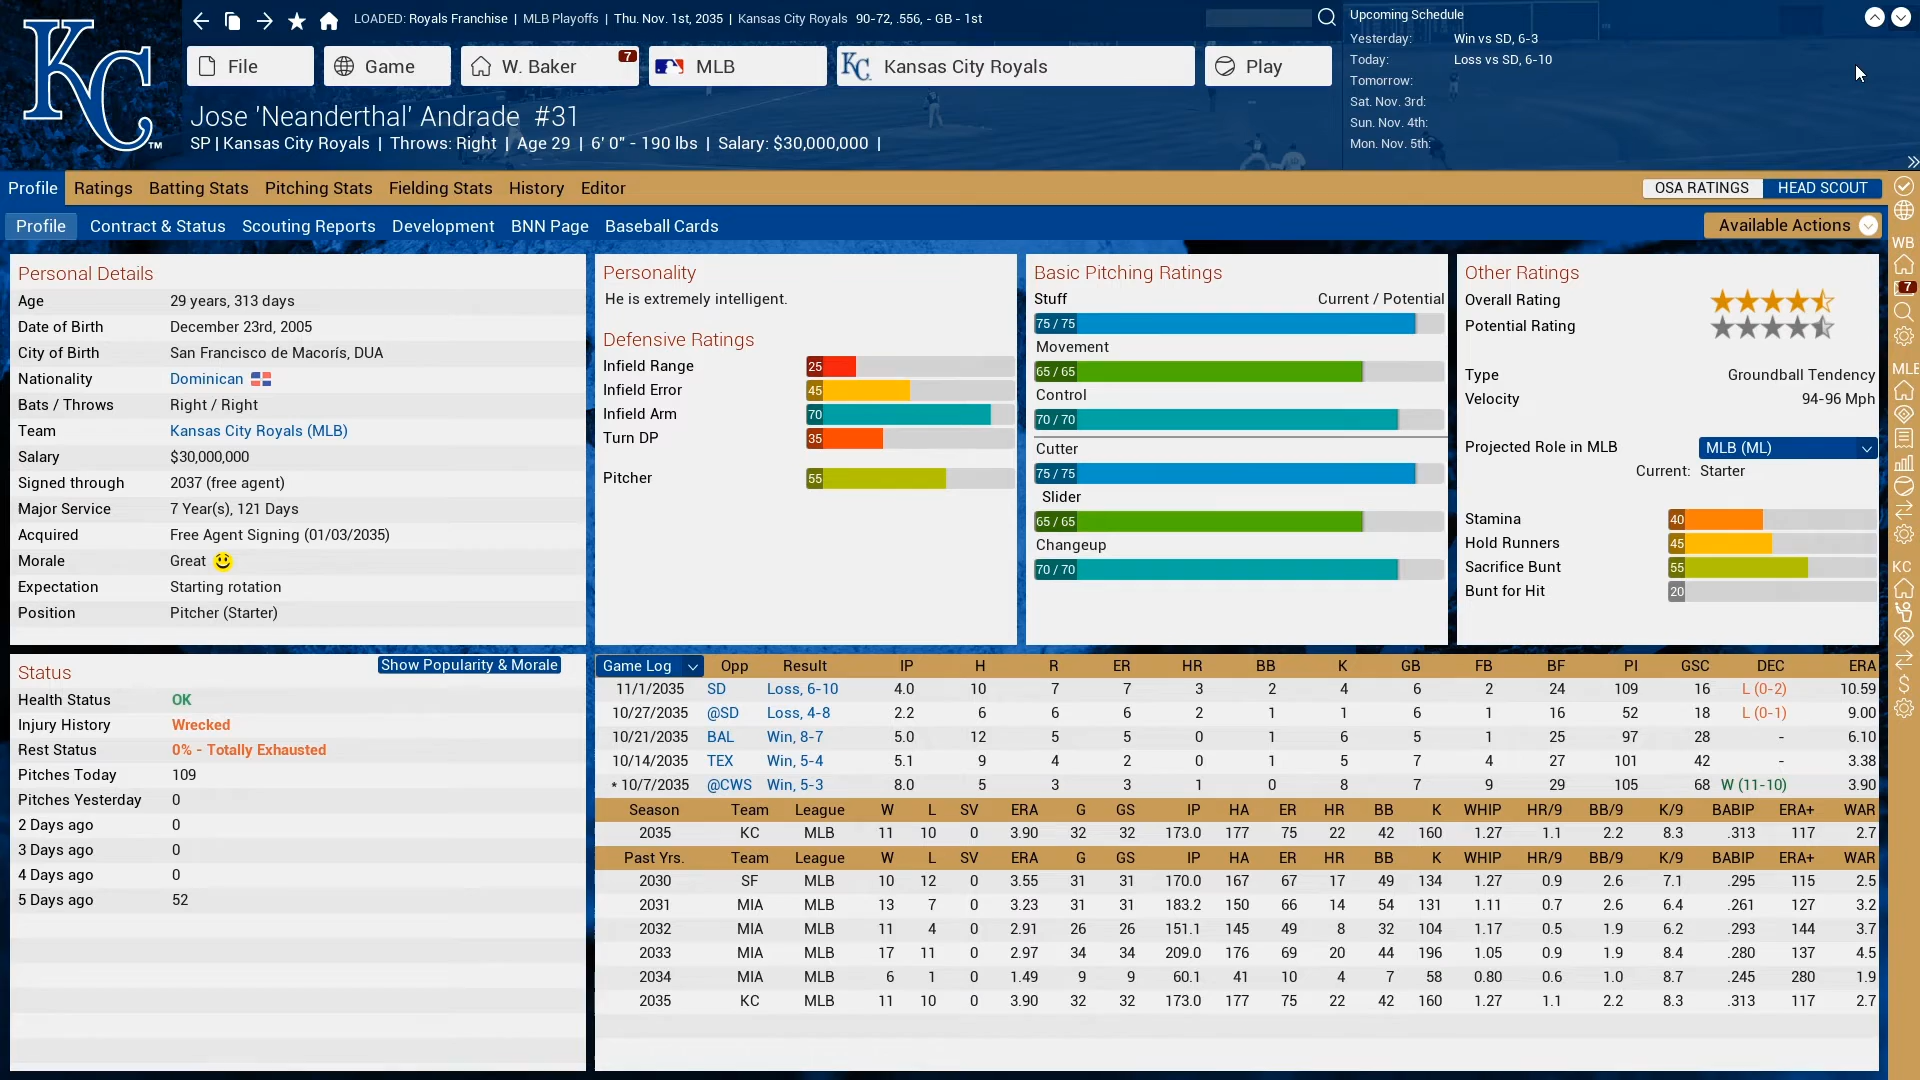 LOADED: Royals Franchise | MLB Playoffs | Thu. Nov. 1st, 2035 | Kansas City Royals 90-72, .556, - GB - 1st
Upcoming Schedule
Yesterday: Win vs SD, 6-3
Today: Loss vs SD, 6-10
Tomorrow:
Sat. Nov. 3rd:
Sun. Nov. 4th:
Mon. Nov. 5th:
KC TM
File Game W. Baker 7 MLB KC Kansas City Royals Play
Jose 'Neanderthal' Andrade #31
SP | Kansas City Royals | Throws: Right | Age 29 | 6' 0" - 190 lbs | Salary: $30,000,000 |
Profile Ratings Batting Stats Pitching Stats Fielding Stats History Editor OSA RATINGS HEAD SCOUT
Profile Contract & Status Scouting Reports Development BNN Page Baseball Cards Available Actions
Personal Details
Age 29 years, 313 days
Date of Birth December 23rd, 2005
City of Birth San Francisco de Macorís, DUA
Nationality Dominican
Bats / Throws Right / Right
Team Kansas City Royals (MLB)
Salary $30,000,000
Signed through 2037 (free agent)
Major Service 7 Year(s), 121 Days
Acquired Free Agent Signing (01/03/2035)
Morale Great
Expectation Starting rotation
Position Pitcher (Starter)
Personality
He is extremely intelligent.
Defensive Ratings
Infield Range 25
Infield Error 45
Infield Arm 70
Turn DP 35
Pitcher 55
Basic Pitching Ratings
Stuff Current / Potential
75 / 75
Movement
65 / 65
Control
70 / 70
Cutter
75 / 75
Slider
65 / 65
Changeup
70 / 70
Other Ratings
Overall Rating
Potential Rating
Type Groundball Tendency
Velocity 94-96 Mph
Projected Role in MLB MLB (ML)
Current: Starter
Stamina 40
Hold Runners 45
Sacrifice Bunt 55
Bunt for Hit 20
WB
7
MLE
KC
Status Show Popularity & Morale
Health Status OK
Injury History Wrecked
Rest Status 0% - Totally Exhausted
Pitches Today 109
Pitches Yesterday 0
2 Days ago 0
3 Days ago 0
4 Days ago 0
5 Days ago 52
Game Log Opp Result IP H R ER HR BB K GB FB BF PI GSC DEC ERA
11/1/2035 SD Loss, 6-10 4.0 10 7 7 3 2 4 6 2 24 109 16 L (0-2) 10.59
10/27/2035 @SD Loss, 4-8 2.2 6 6 6 2 1 1 6 1 16 52 18 L (0-1) 9.00
10/21/2035 BAL Win, 8-7 5.0 12 5 5 0 1 6 5 1 25 97 28 - 6.10
10/14/2035 TEX Win, 5-4 5.1 9 4 2 0 1 5 7 4 27 101 42 - 3.38
* 10/7/2035 @CWS Win, 5-3 8.0 5 3 3 1 0 8 7 9 29 105 68 W (11-10) 3.90
Season Team League W L SV ERA G GS IP HA ER HR BB K WHIP HR/9 BB/9 K/9 BABIP ERA+ WAR
2035 KC MLB 11 10 0 3.90 32 32 173.0 177 75 22 42 160 1.27 1.1 2.2 8.3 .313 117 2.7
Past Yrs. Team League W L SV ERA G GS IP HA ER HR BB K WHIP HR/9 BB/9 K/9 BABIP ERA+ WAR
2030 SF MLB 10 12 0 3.55 31 31 170.0 167 67 17 49 134 1.27 0.9 2.6 7.1 .295 115 2.5
2031 MIA MLB 13 7 0 3.23 31 31 183.2 150 66 14 54 131 1.11 0.7 2.6 6.4 .261 127 3.2
2032 MIA MLB 11 4 0 2.91 26 26 151.1 145 49 8 32 104 1.17 0.5 1.9 6.2 .293 144 3.7
2033 MIA MLB 17 11 0 2.97 34 34 209.0 176 69 20 44 196 1.05 0.9 1.9 8.4 .280 137 4.5
2034 MIA MLB 6 1 0 1.49 9 9 60.1 41 10 4 7 58 0.80 0.6 1.0 8.7 .245 280 1.9
2035 KC MLB 11 10 0 3.90 32 32 173.0 177 75 22 42 160 1.27 1.1 2.2 8.3 .313 117 2.7